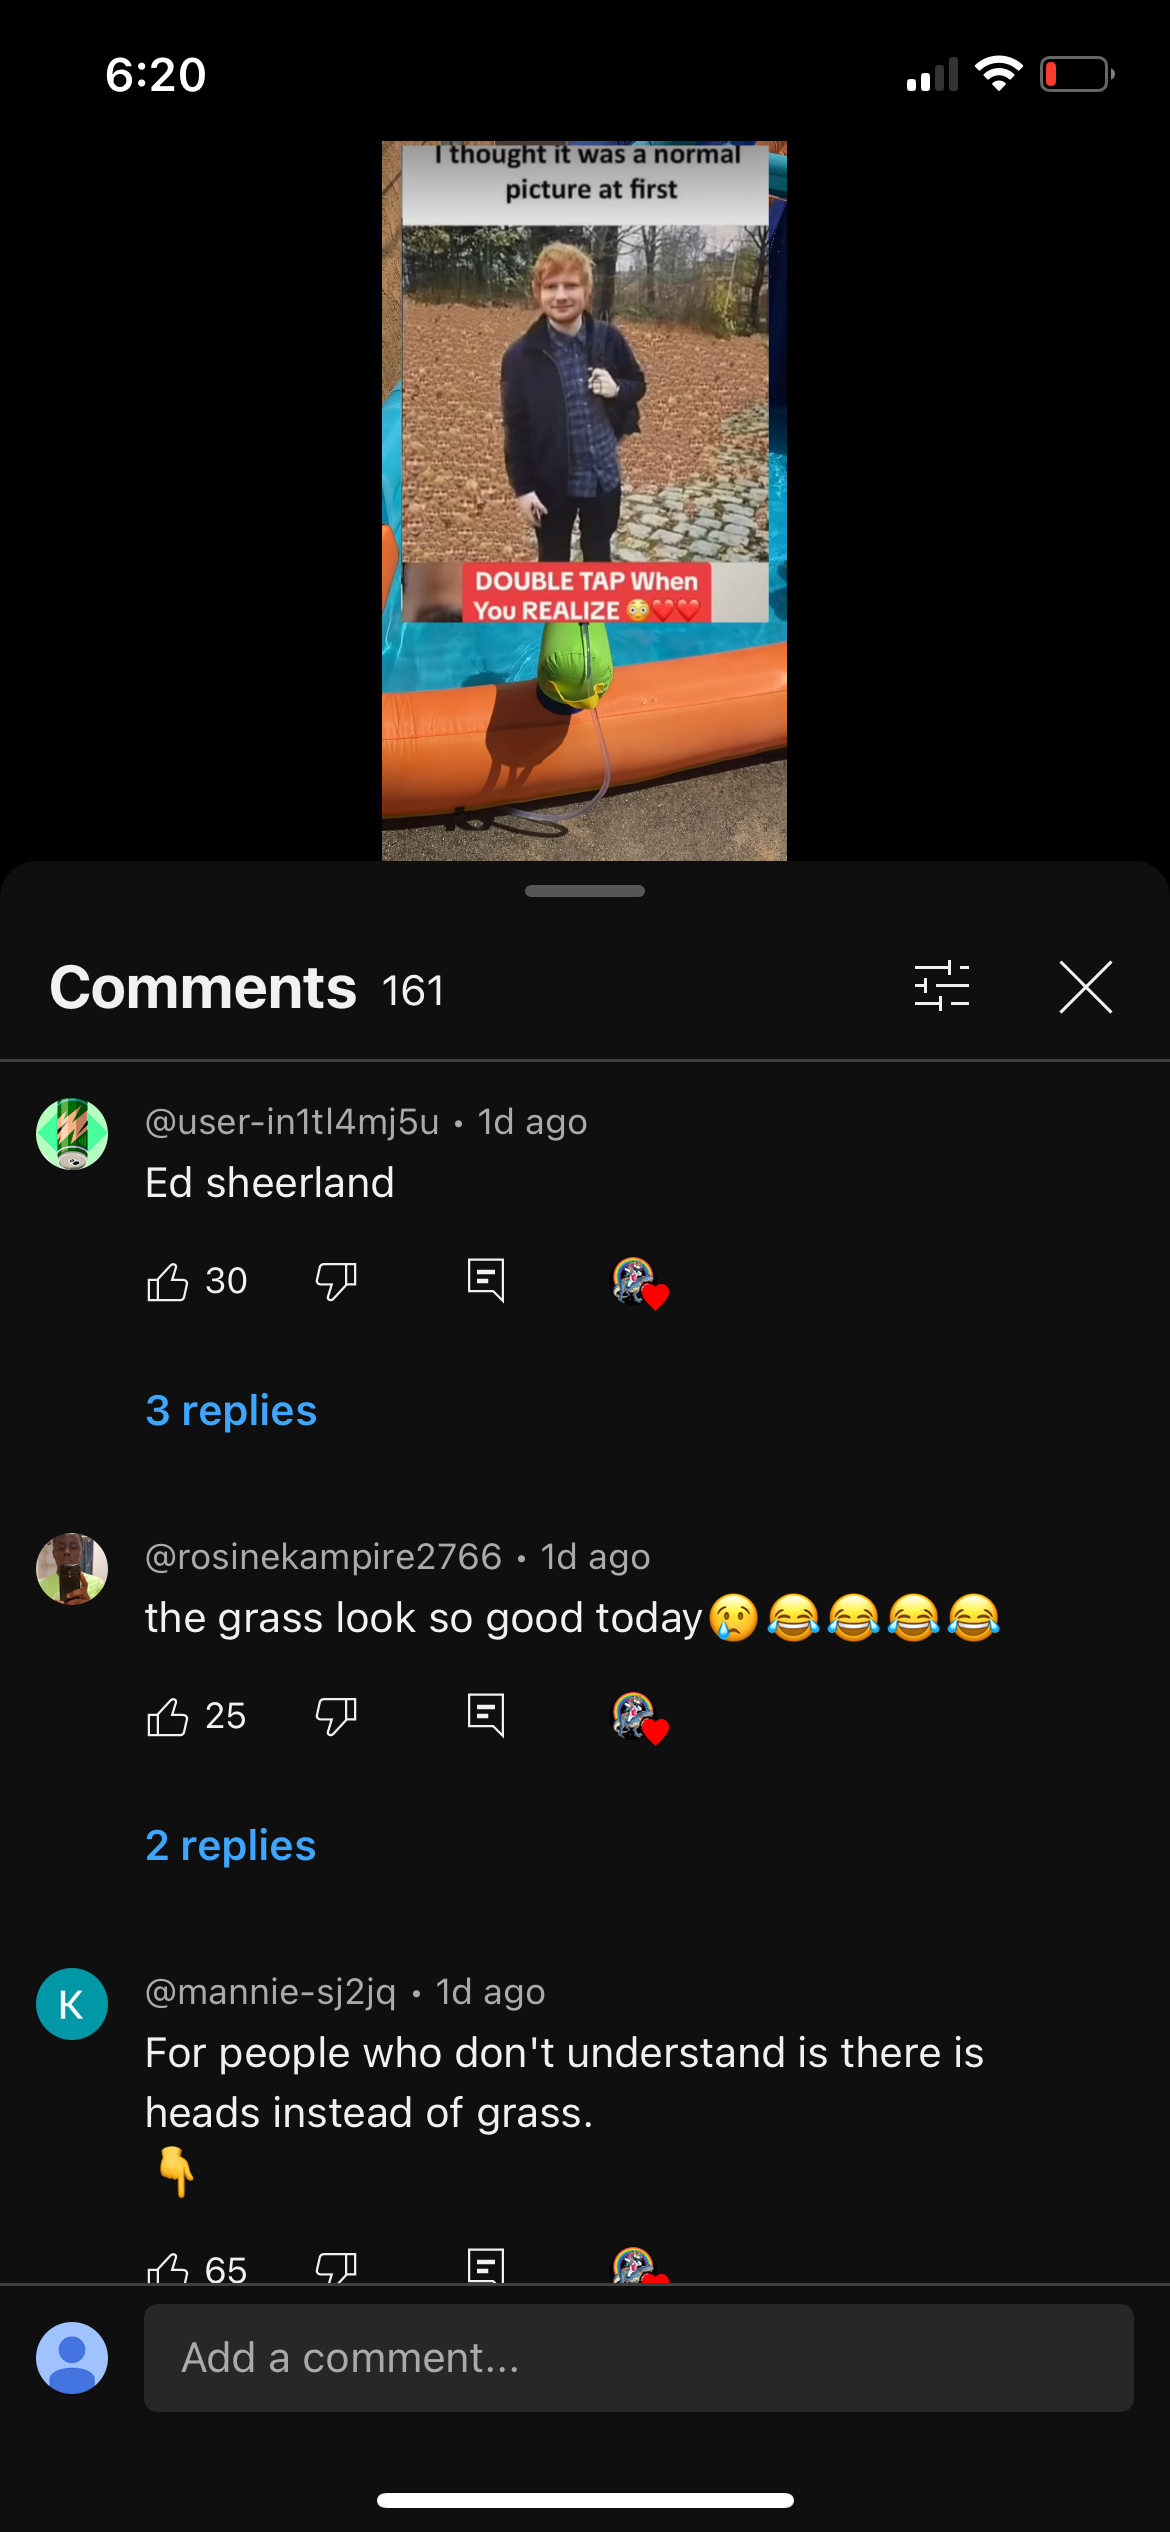 6:20
I thought it was a normal
picture at first
DOUBLE TAP When
You REALIZE 😳❤️❤️
Comments 161
@user-in1tl4mj5u • 1d ago
Ed sheerland
30
3 replies
@rosinekampire2766 • 1d ago
the grass look so good today😢😂😂😂😂
25
2 replies
K
@mannie-sj2jq • 1d ago
For people who don't understand is there is
heads instead of grass.
👇
65
Add a comment...